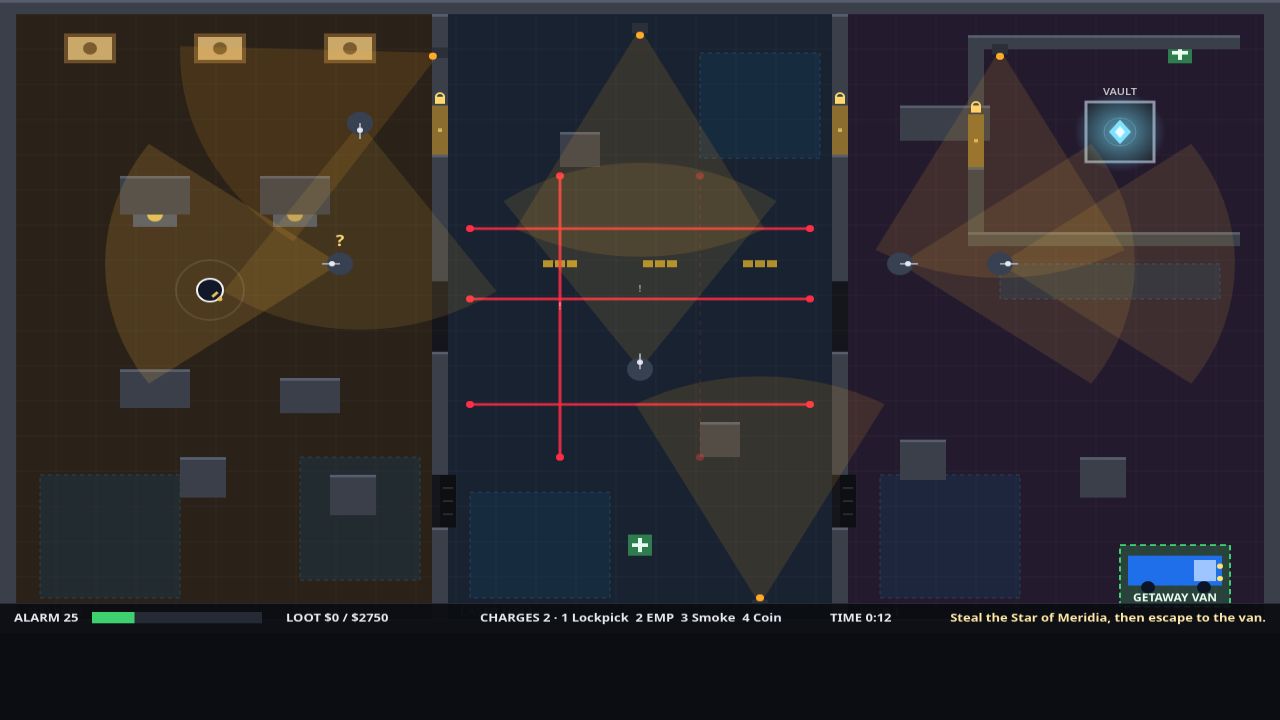 VAULT
?
!
!
GETAWAY VAN
ALARM 25
LOOT $0 / $2750
CHARGES 2 · 1 Lockpick 2 EMP 3 Smoke 4 Coin
TIME 0:12
Steal the Star of Meridia, then escape to the van.